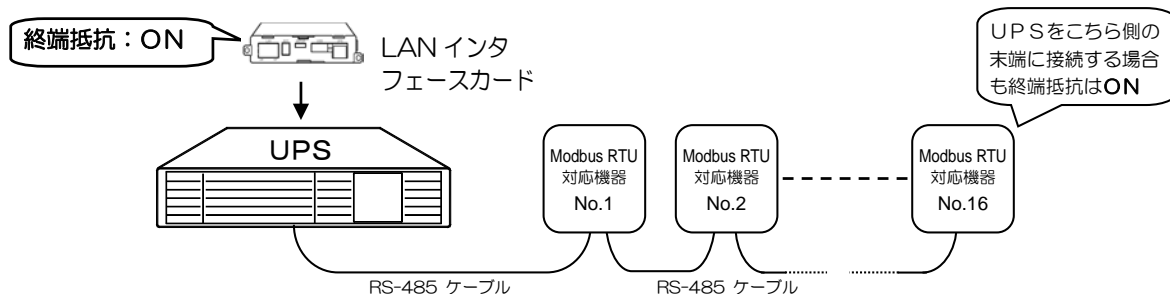 終端抵抗：ON
LAN インタ
フェースカード
UPSをこちら側の
末端に接続する場合
も終端抵抗はON
UPS
Modbus RTU
対応機器
No.1
Modbus RTU
対応機器
No.2
Modbus RTU
対応機器
No.16
RS-485 ケーブル
RS-485 ケーブル